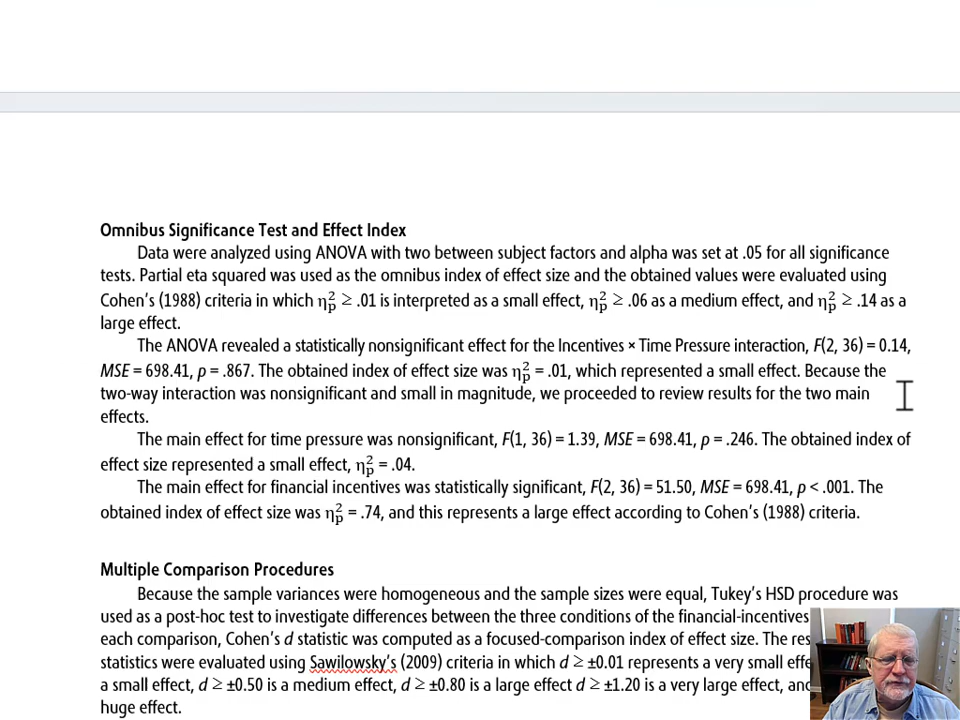 Omnibus Significance Test and Effect Index
Data were analyzed using ANOVA with two between subject factors and alpha was set at .05 for all significance
tests. Partial eta squared was used as the omnibus index of effect size and the obtained values were evaluated using
Cohen's (1988) criteria in which η²ₚ ≥ .01 is interpreted as a small effect, η²ₚ ≥ .06 as a medium effect, and η²ₚ ≥ .14 as a
large effect.
The ANOVA revealed a statistically nonsignificant effect for the Incentives × Time Pressure interaction, F(2, 36) = 0.14,
MSE = 698.41, p = .867. The obtained index of effect size was η²ₚ = .01, which represented a small effect. Because the
two-way interaction was nonsignificant and small in magnitude, we proceeded to review results for the two main
effects.
The main effect for time pressure was nonsignificant, F(1, 36) = 1.39, MSE = 698.41, p = .246. The obtained index of
effect size represented a small effect, η²ₚ = .04.
The main effect for financial incentives was statistically significant, F(2, 36) = 51.50, MSE = 698.41, p < .001. The
obtained index of effect size was η²ₚ = .74, and this represents a large effect according to Cohen's (1988) criteria.
Multiple Comparison Procedures
Because the sample variances were homogeneous and the sample sizes were equal, Tukey's HSD procedure was
used as a post-hoc test to investigate differences between the three conditions of the financial-incentives
each comparison, Cohen's d statistic was computed as a focused-comparison index of effect size. The
statistics were evaluated using Sawilowsky's (2009) criteria in which d ≥ ±0.01 represents a very small
a small effect, d ≥ ±0.50 is a medium effect, d ≥ ±0.80 is a large effect d ≥ ±1.20 is a very large effect,
huge effect.